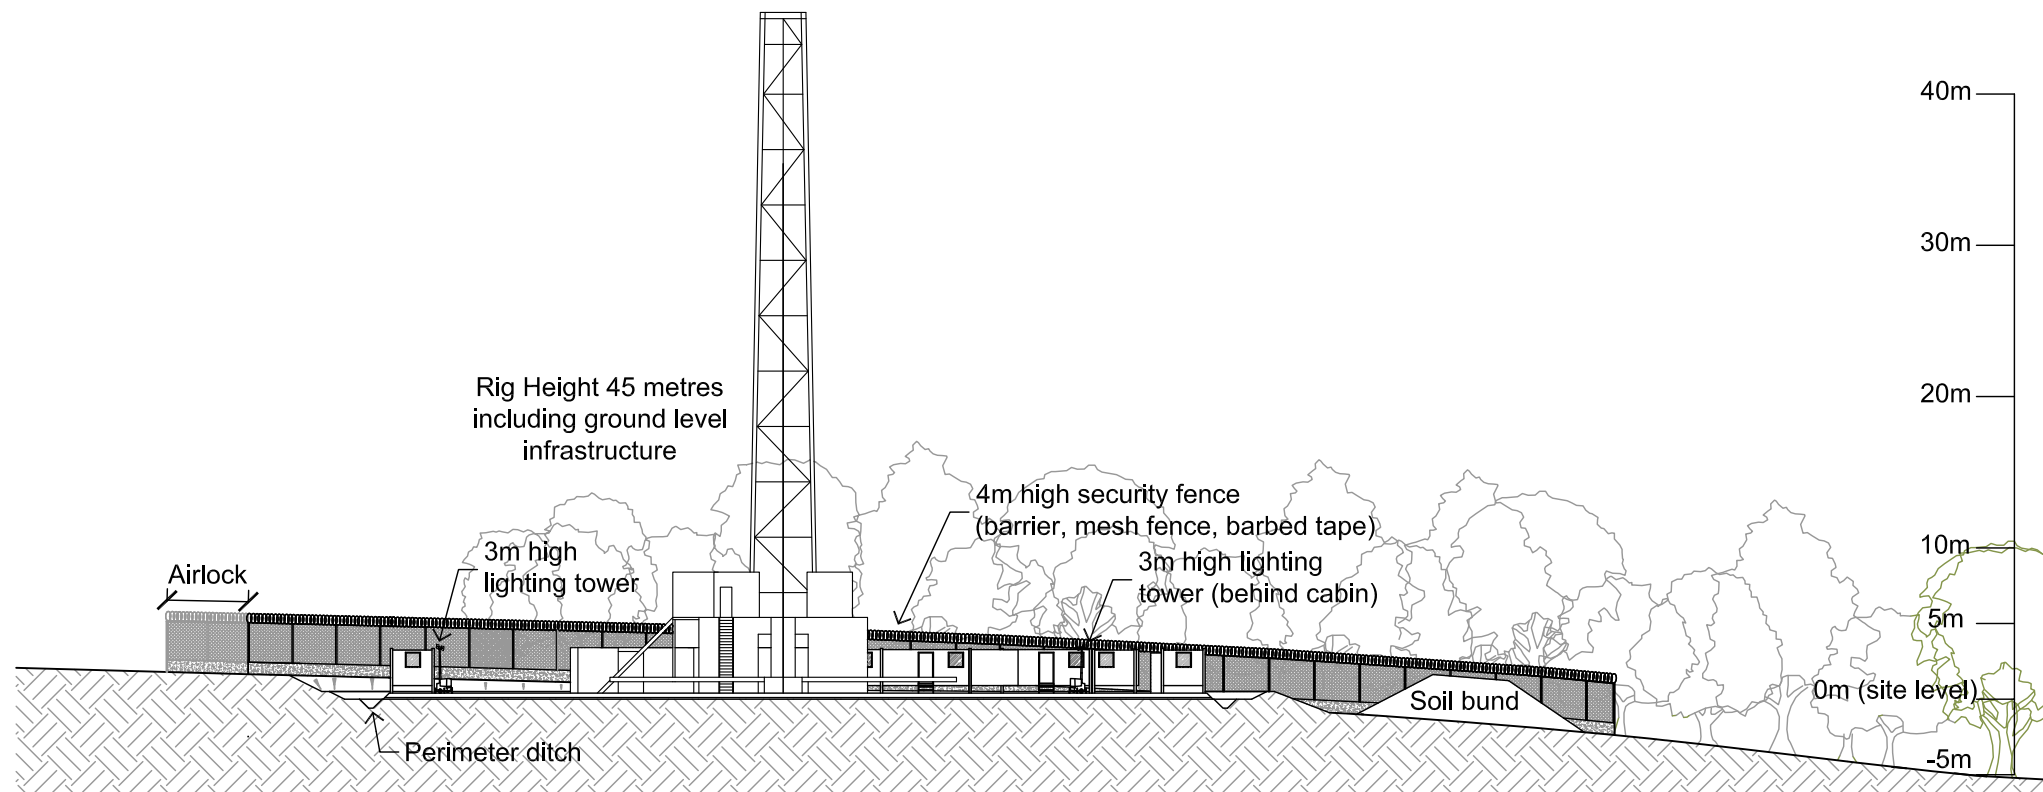 40m
30m
20m
Rig Height 45 metres
including ground level
infrastructure
4m high security fence
(barrier, mesh fence, barbed tape)
10m
3m high
lighting tower
3m high lighting
tower (behind cabin)
Airlock
5m
0m (site level)
Soil bund
Perimeter ditch
-5m